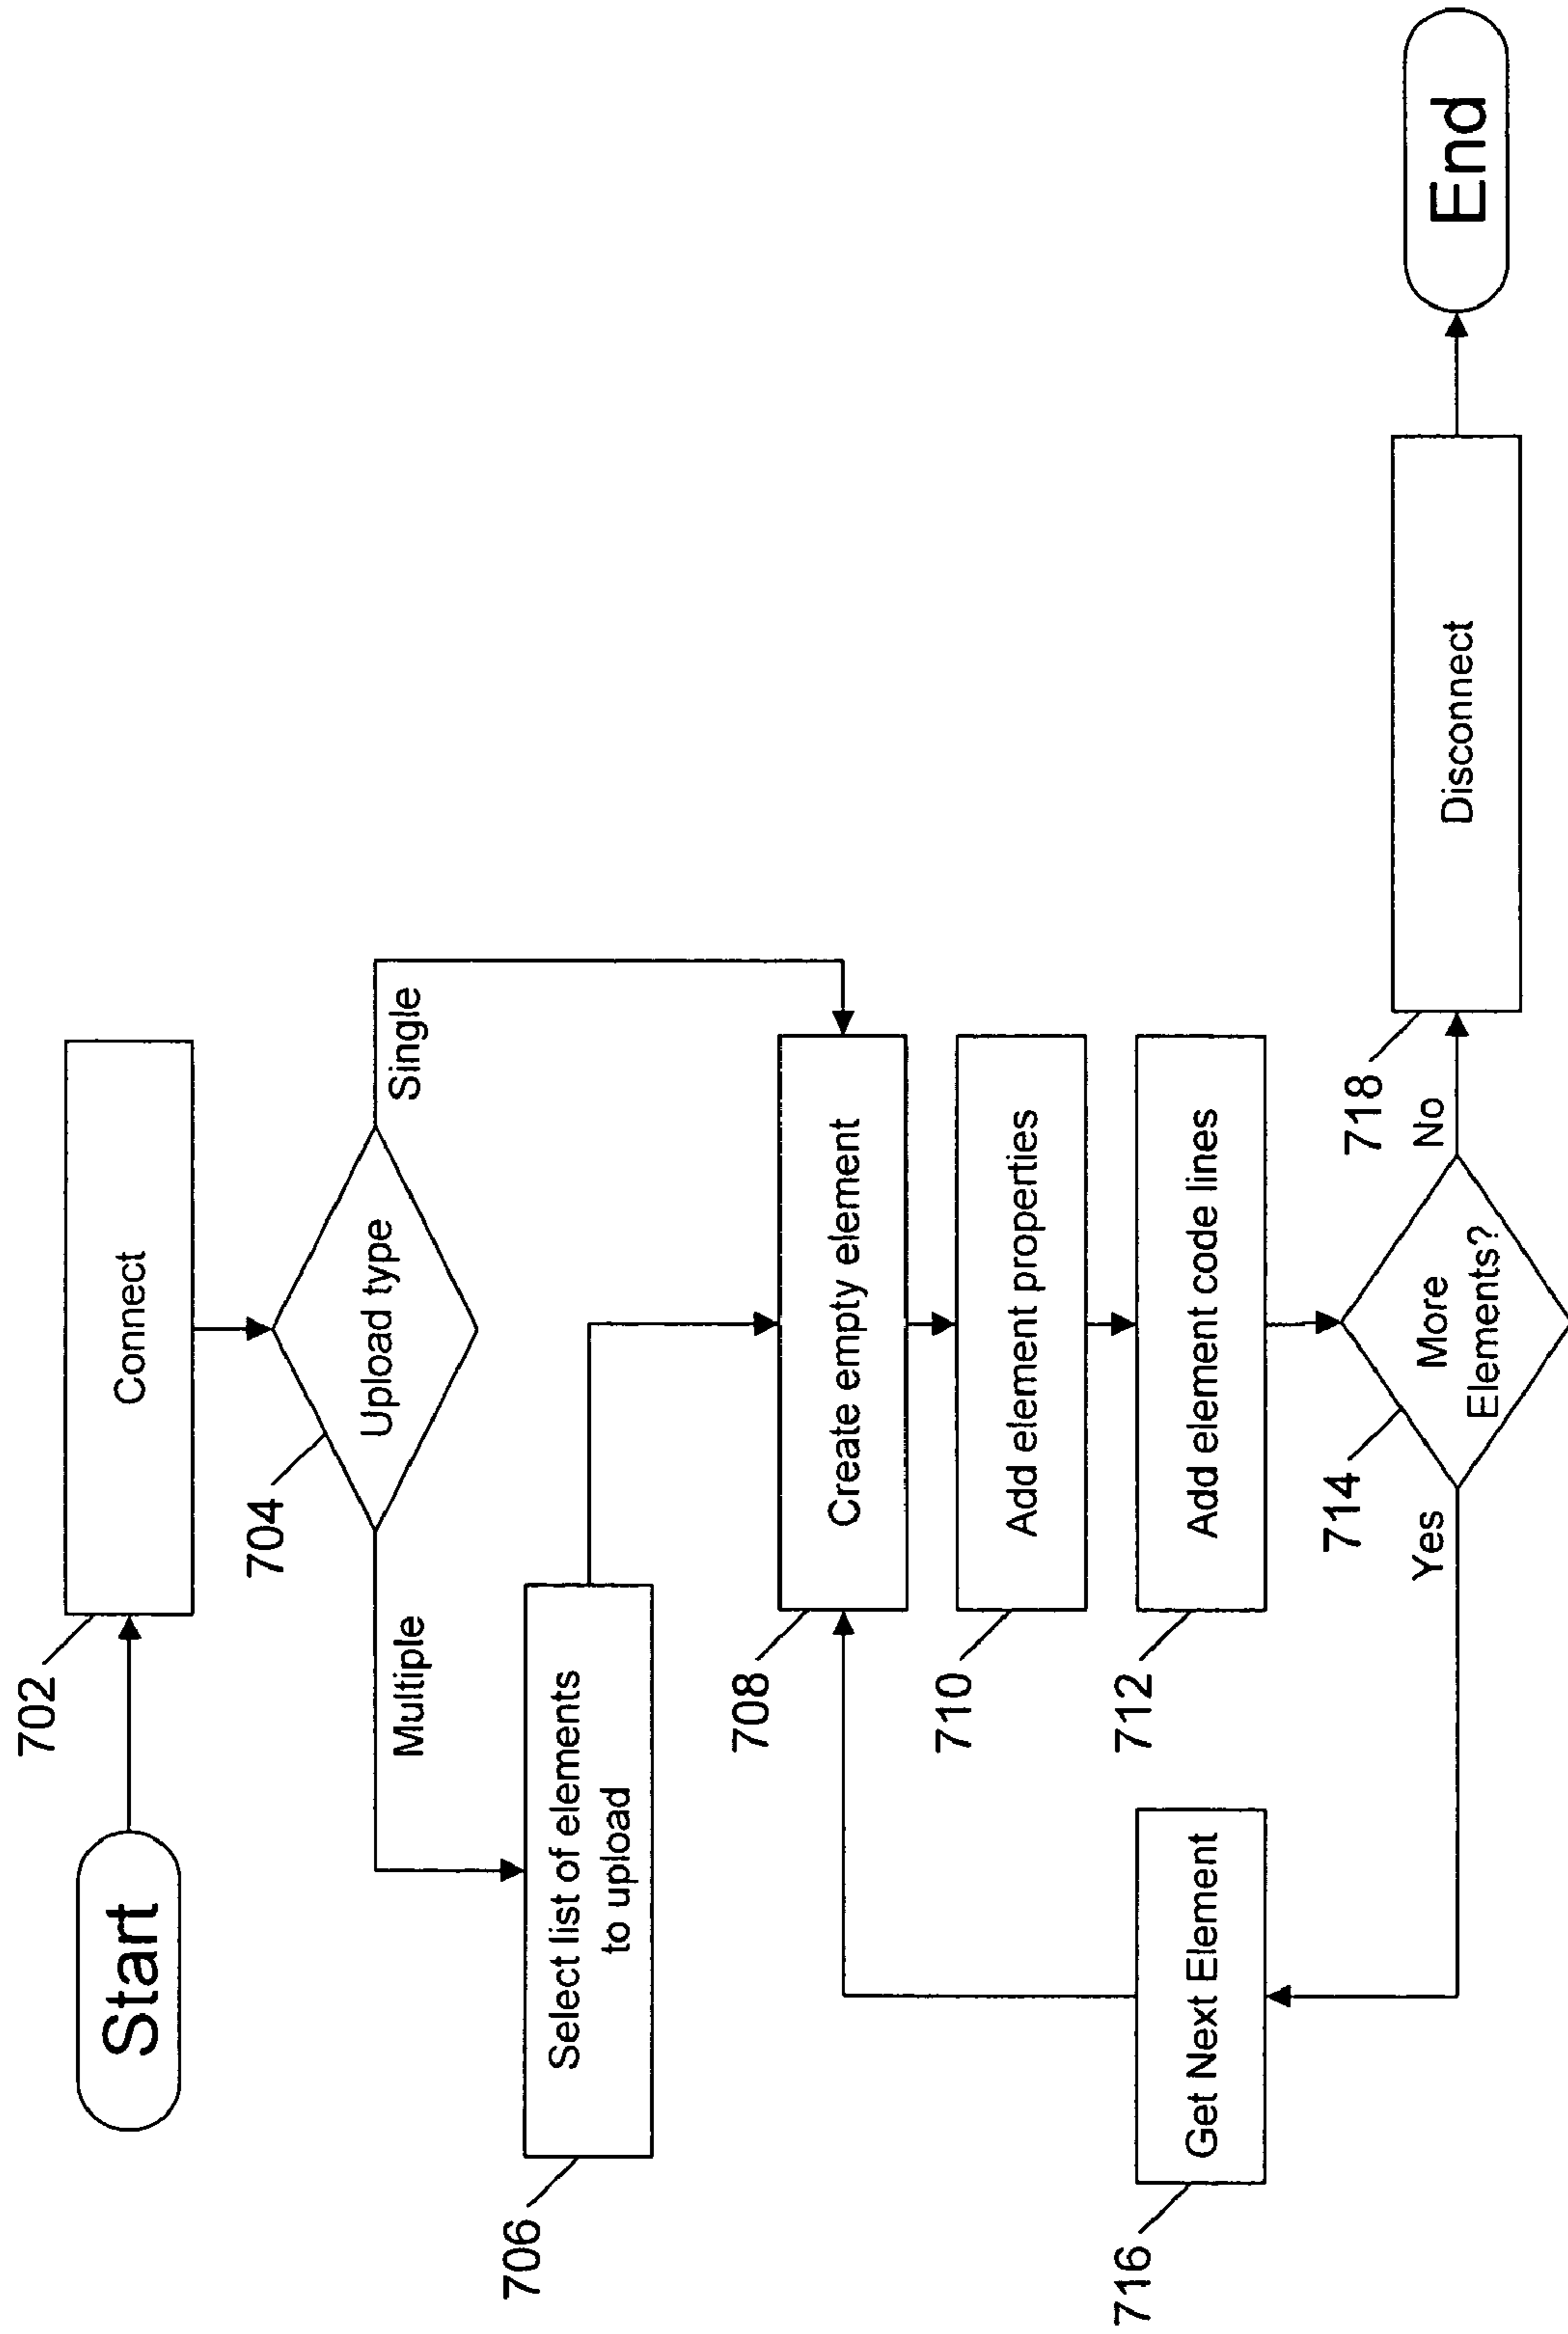 702
Start
Connect
704
Upload type
Multiple
Single
706
Select list of elements
to upload
708
Create empty element
710
Add element properties
712
Add element code lines
716
Get Next Element
714
More
Elements?
Yes
No
718
Disconnect
End